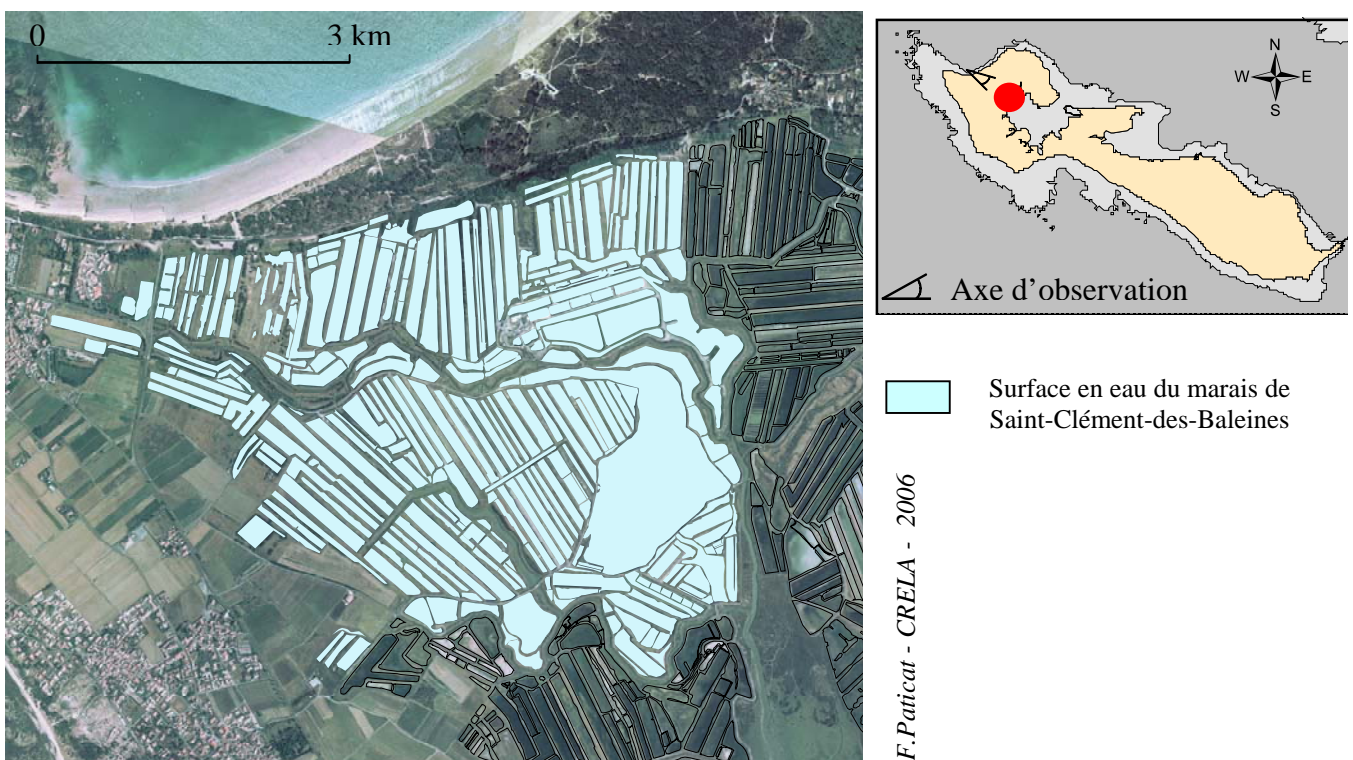 0 3 km
N
W E
S
Axe d'observation
Surface en eau du marais de
Saint-Clément-des-Baleines
F.Paticat - CRELA - 2006